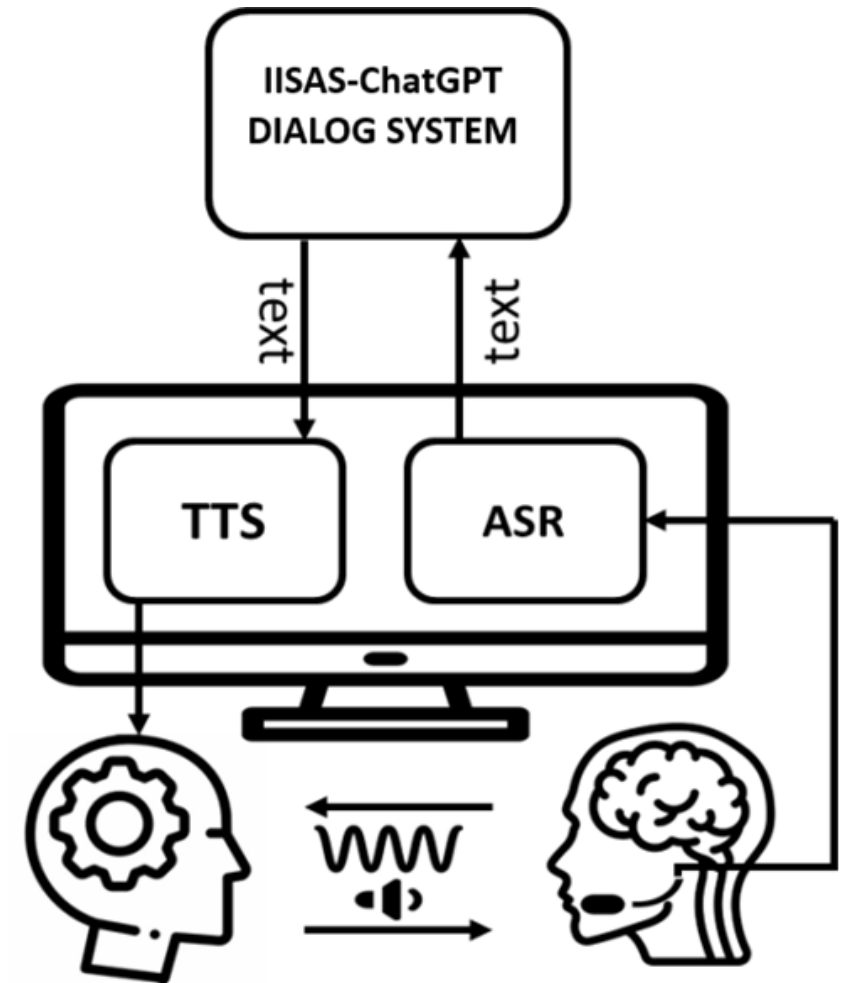 IISAS-ChatGPT
DIALOG SYSTEM
text
text
TTS
ASR